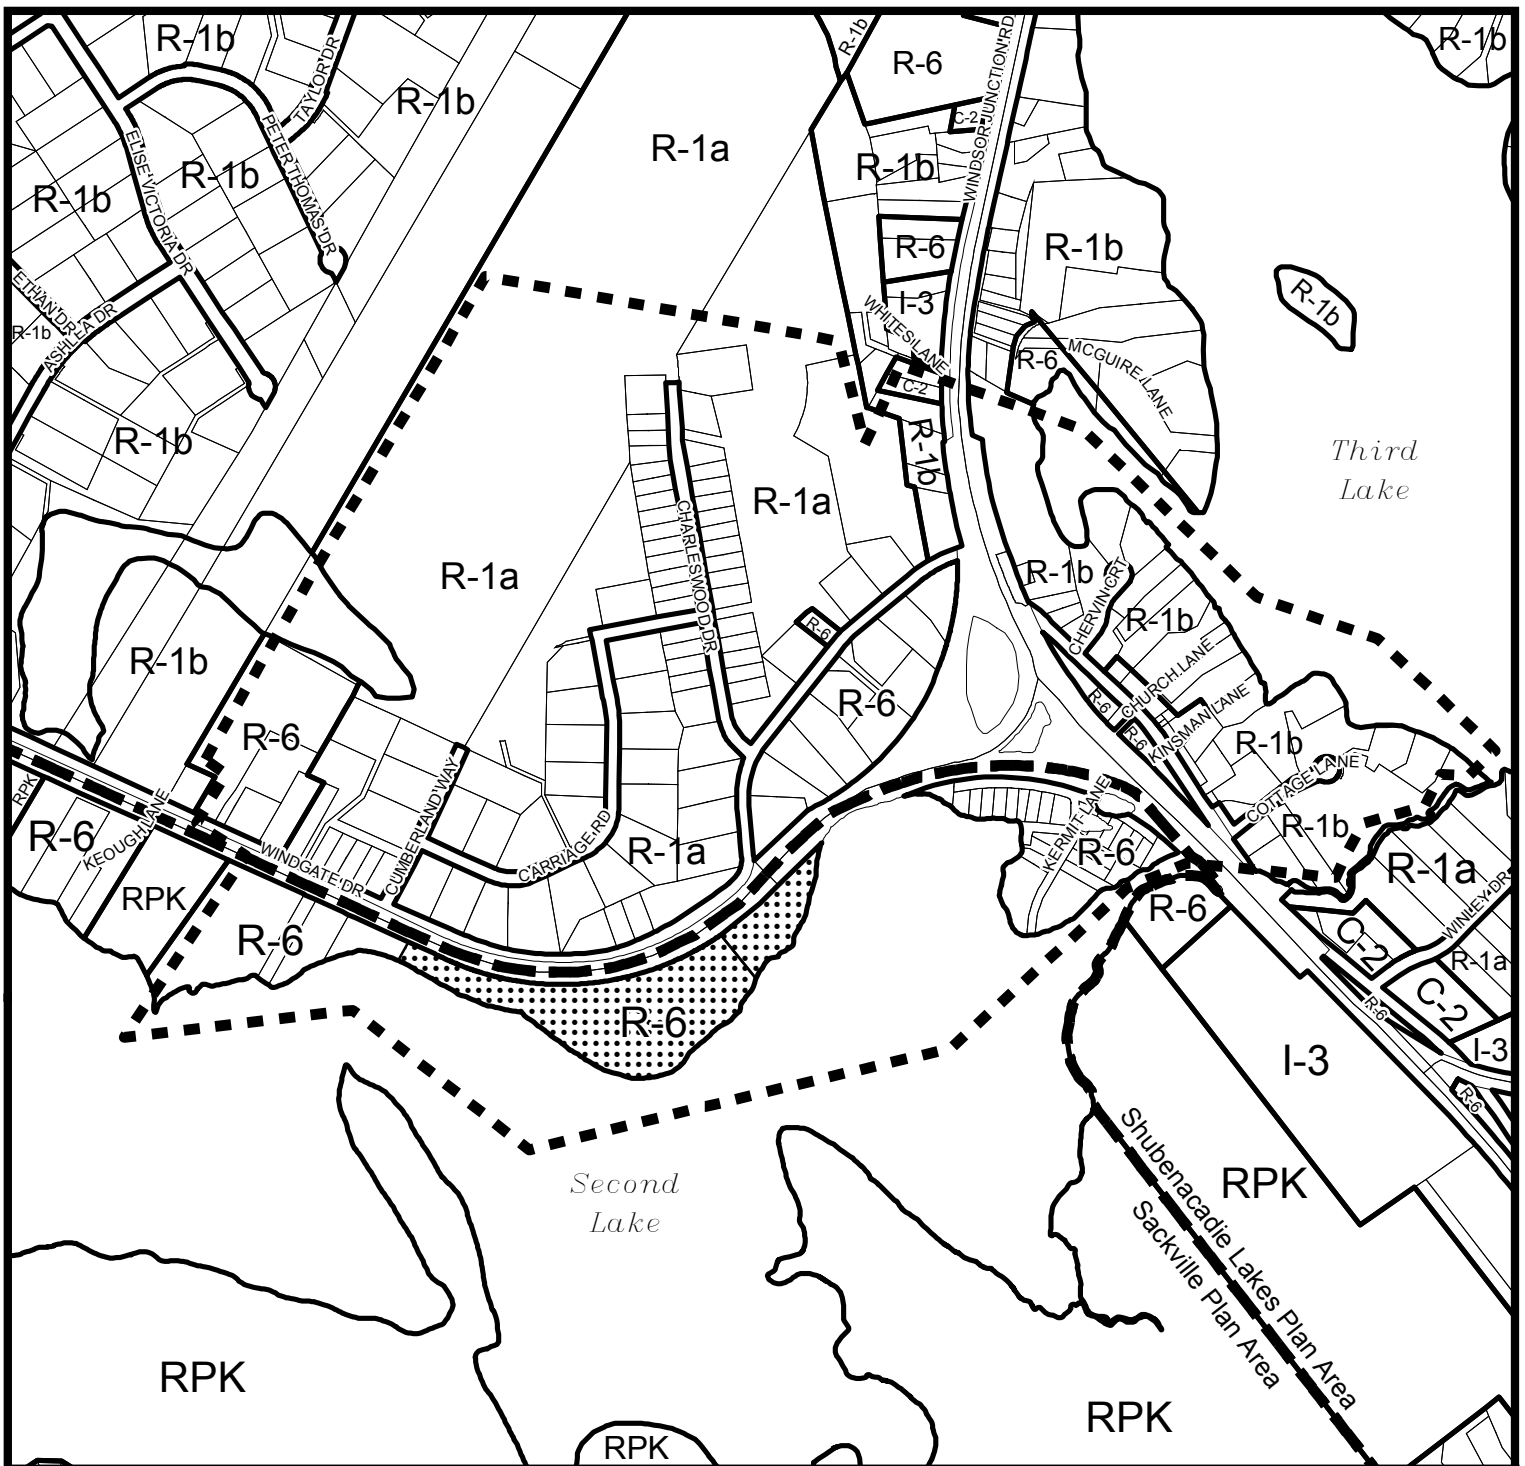 R-1b
TAYLOR DR
R-1b
R-6
WINDSOR JUNCTION RD
R-1b
R-1b
C-2
R-1a
ELISE VICTORIA DR
PETER THOMAS DR
R-1b
R-1b
R-1b
R-6
R-1b
ETHAN DR
R-1b
ASHLEA DR
I-3
R-1b
WHITES LANE
MCGUIRE LANE
R-6
C-2
R-1b
R-1b
Third
Lake
R-1a
CHARLESWOOD DR
R-1a
R-1b
CHERVIN CRT
R-1b
R-6
R-1b
R-6
R-6
CHURCH LANE
R-6
KINSMAN LANE
R-6
R-1b
CUMBERLAND WAY
COTTAGE LANE
RPK
R-6
KEOUGH LANE
WINDGATE DR
CARRIAGE RD
R-1a
KERMIT LANE
R-6
R-1b
R-1a
RPK
R-6
R-6
WINLEY DR
C-2
R-1a
C-2
R-6
R-6
I-3
I-3
R-6
Shubenacadie Lakes Plan Area
Sackville Plan Area
RPK
Second
Lake
RPK
RPK
RPK